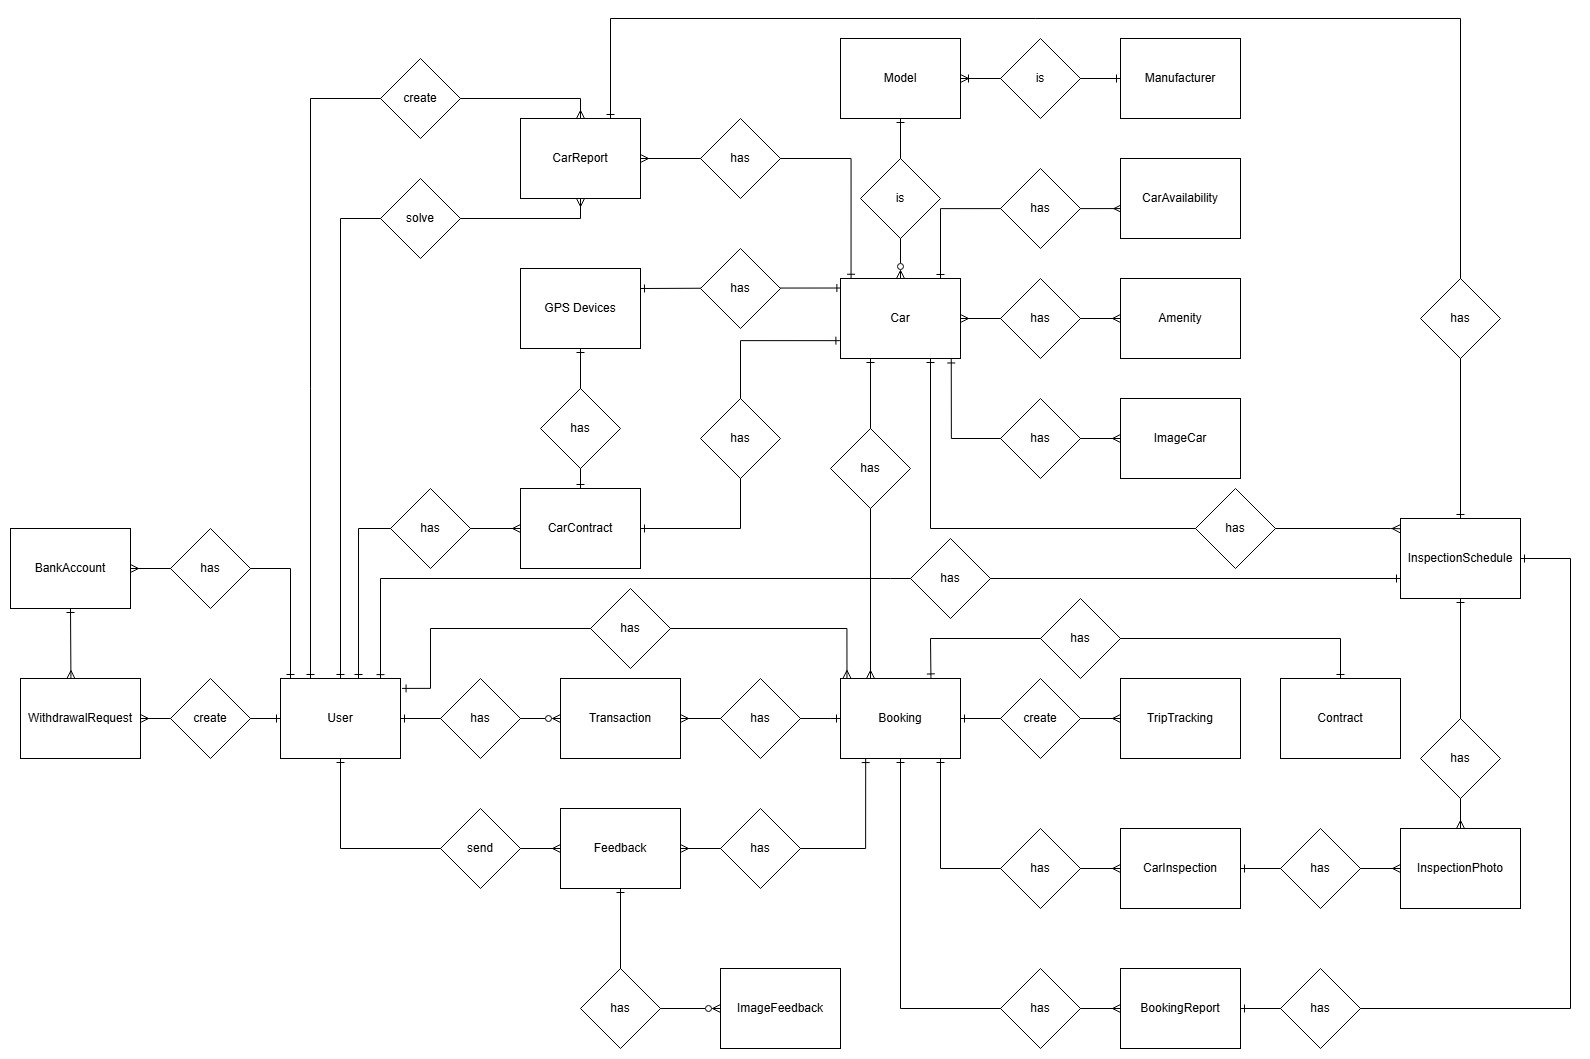 Model
is
Manufacturer
create
CarReport
has
is
has
CarAvailability
solve
GPS Devices
has
Car
has
Amenity
has
has
has
has
has
ImageCar
has
CarContract
has
InspectionSchedule
BankAccount
has
has
has
has
WithdrawalRequest
create
User
has
Transaction
has
Booking
create
TripTracking
Contract
has
send
Feedback
has
has
CarInspection
has
InspectionPhoto
has
ImageFeedback
has
BookingReport
has